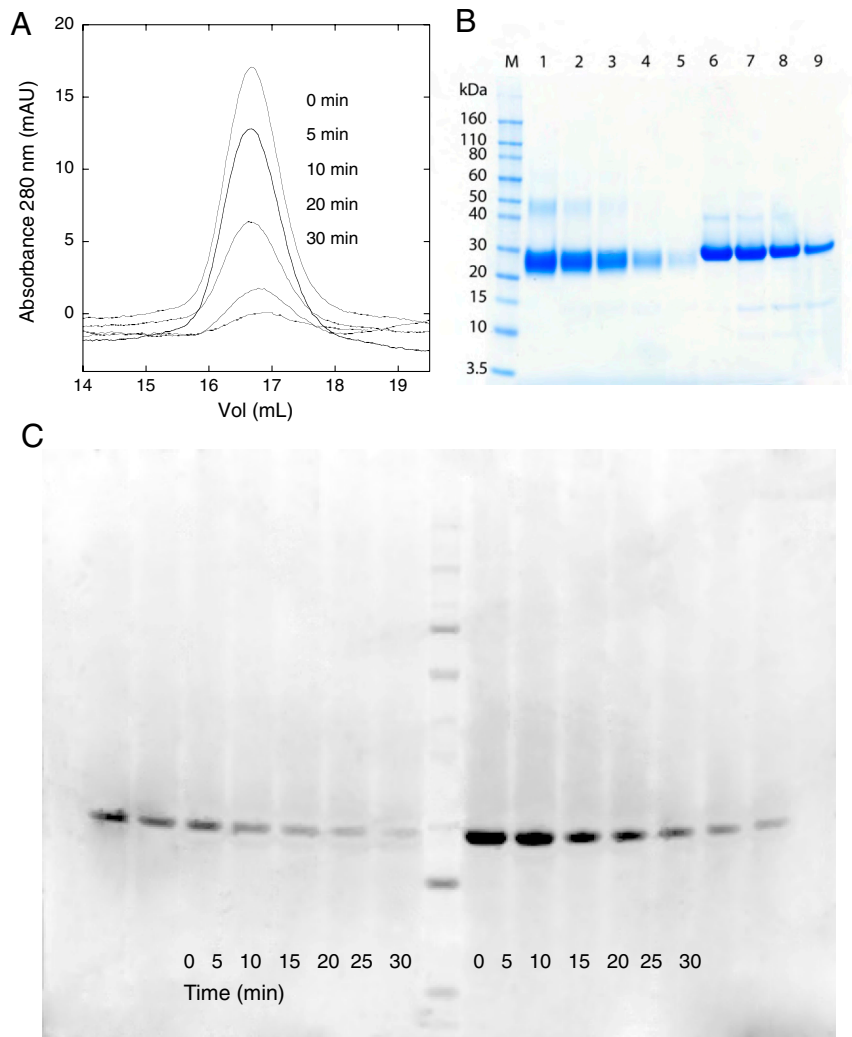 A
20
15
10
5
0
Absorbance 280 nm (mAU)
0 min
5 min
10 min
20 min
30 min
14 15 16 17 18 19
Vol (mL)
B
M 1 2 3 4 5 6 7 8 9
kDa
160
110
80
60
50
40
30
20
15
10
3.5
C
0 5 10 15 20 25 30 0 5 10 15 20 25 30
Time (min)